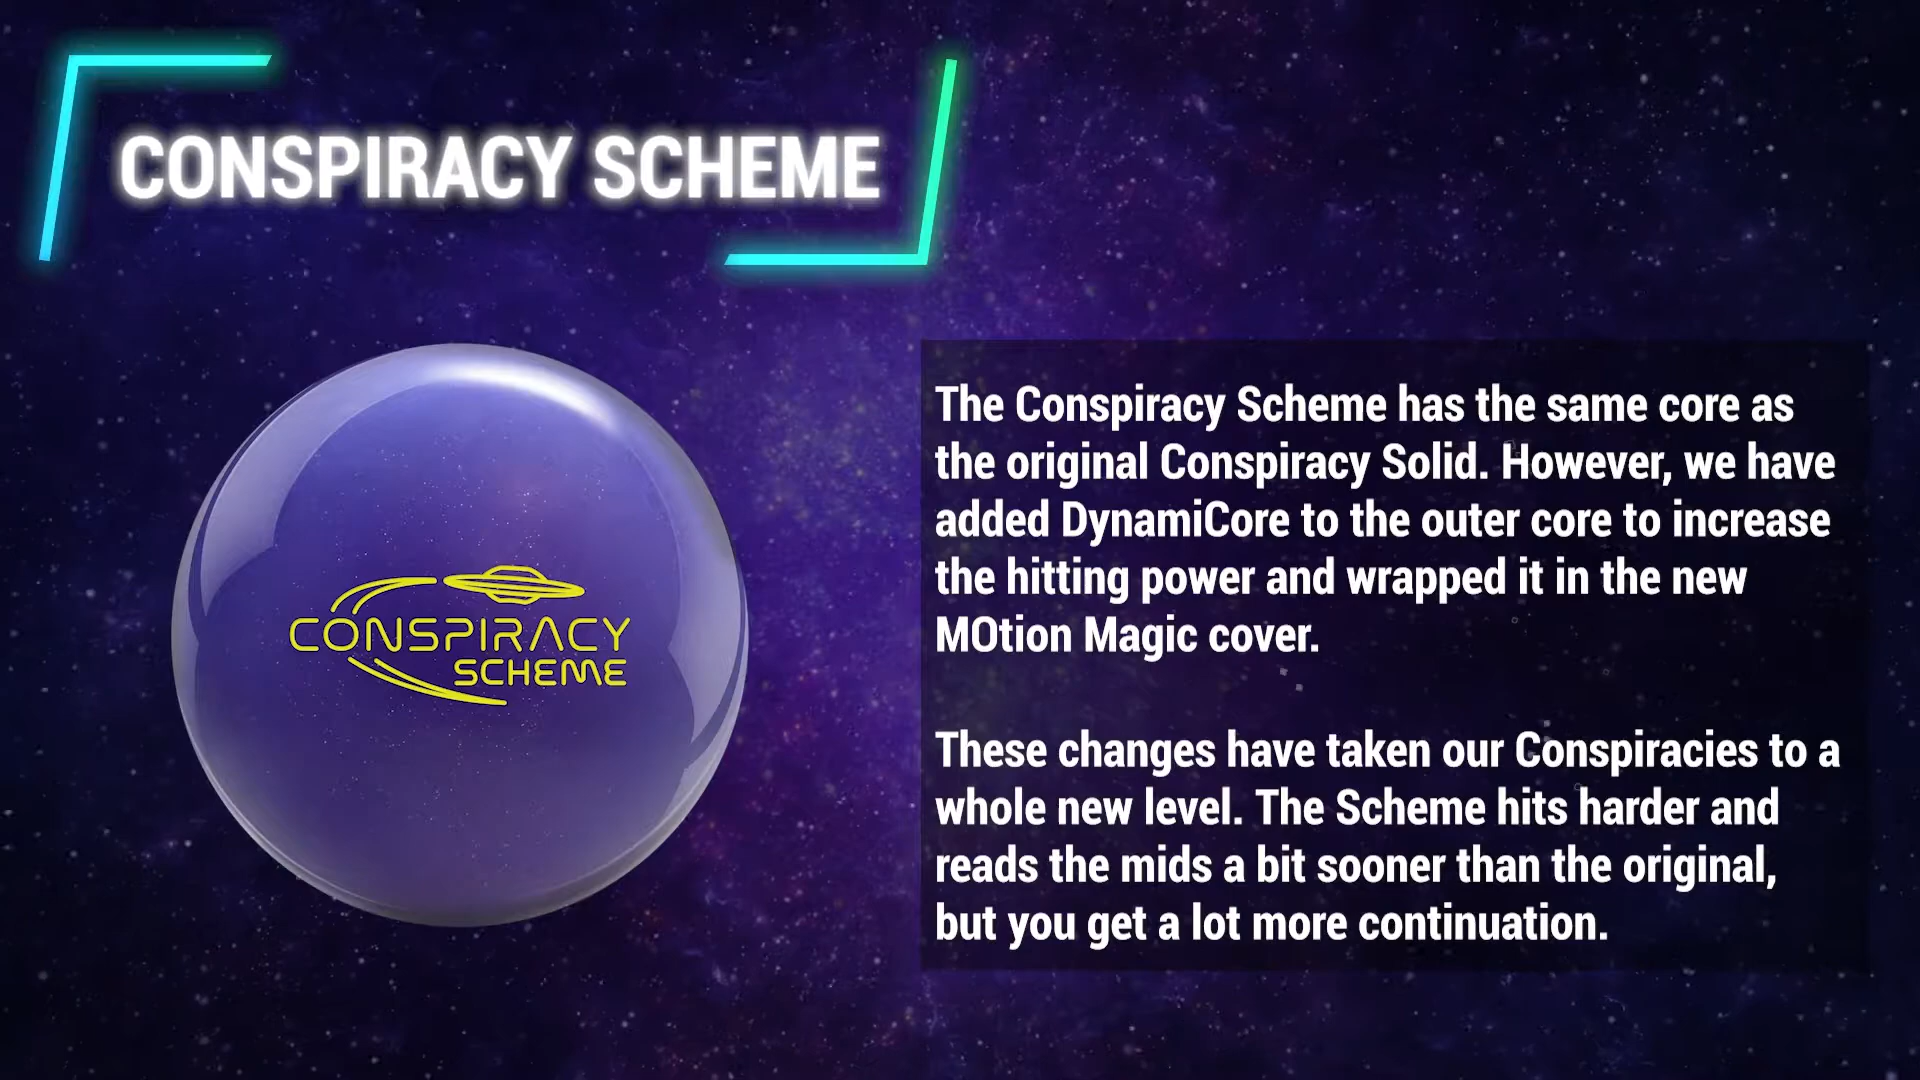 CONSPIRACY SCHEME
CONSPIRACY
SCHEME
The Conspiracy Scheme has the same core as
the original Conspiracy Solid. However, we have
added DynamiCore to the outer core to increase
the hitting power and wrapped it in the new
MOtion Magic cover.
These changes have taken our Conspiracies to a
whole new level. The Scheme hits harder and
reads the mids a bit sooner than the original,
but you get a lot more continuation.